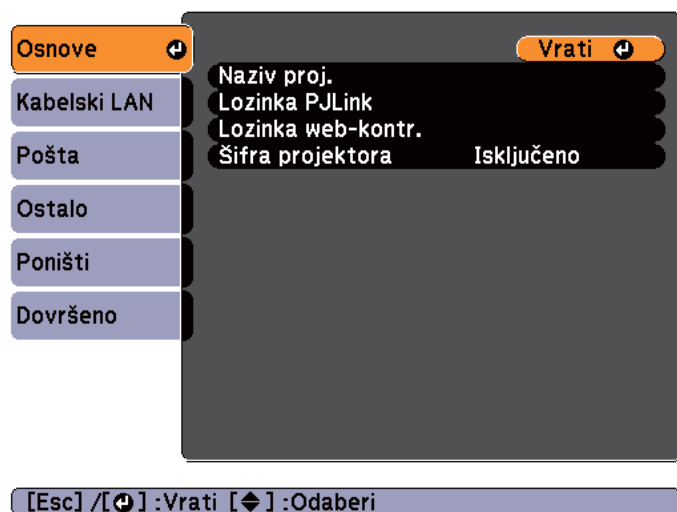 Osnove
Kabelski LAN
Pošta
Ostalo
Poništi
Dovršeno
Vrati
Naziv proj.
Lozinka PJLink
Lozinka web-kontr.
Šifra projektora Isključeno
[Esc] /[⏎] :Vrati [◆] :Odaberi